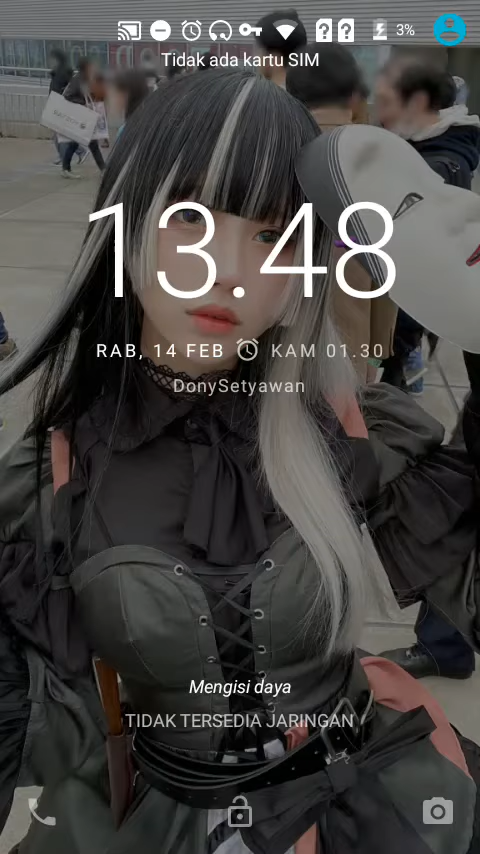 3%
Tidak ada kartu SIM
13.48
RAB, 14 FEB KAM 01.30
DonySetyawan
Mengisi daya
TIDAK TERSEDIA JARINGAN